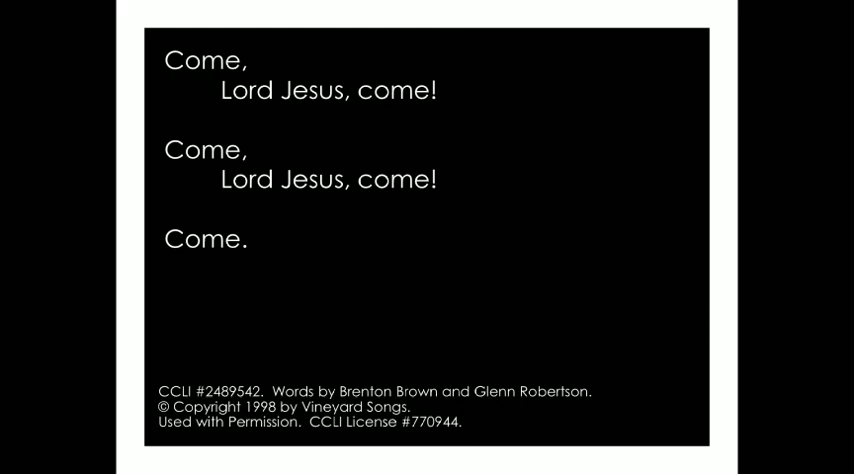 Come,
Lord Jesus, come!
Come,
Lord Jesus, come!
Come.
CCLI #2489542. Words by Brenton Brown and Glenn Robertson.
© Copyright 1998 by Vineyard Songs.
Used with Permission. CCLI License #770944.